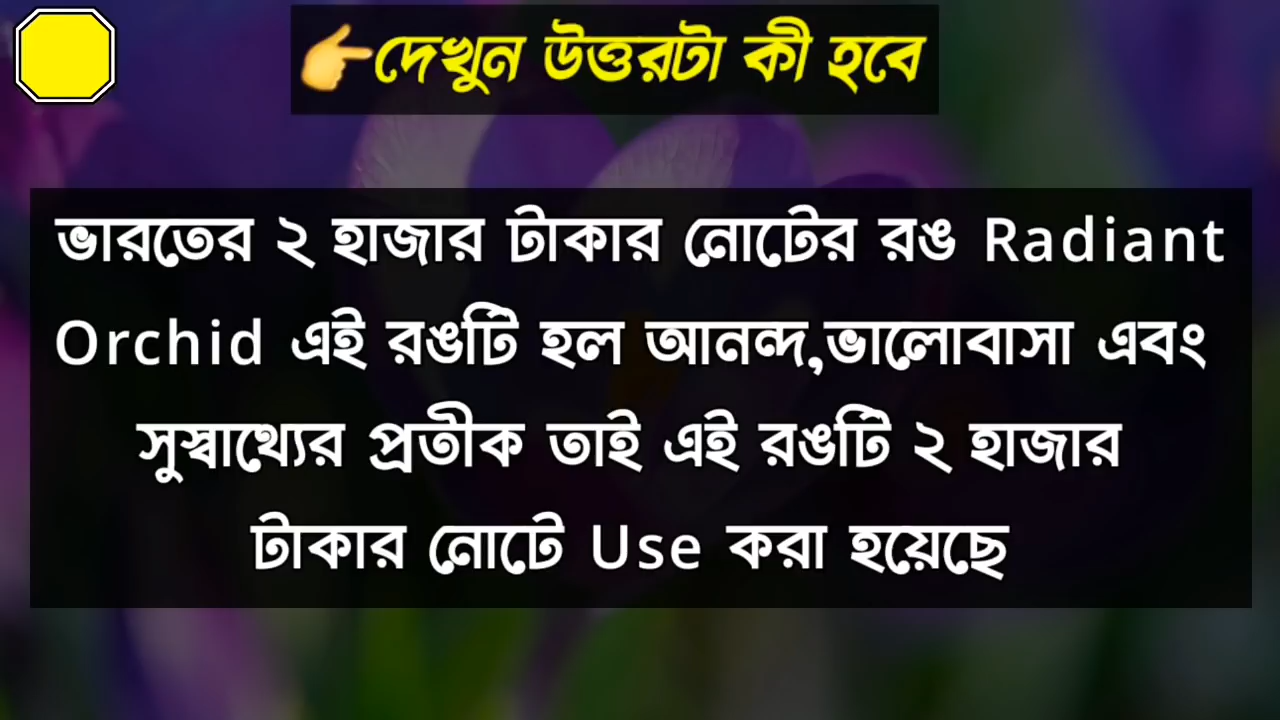 👉দেখুন উত্তরটা কী হবে
ভারতের ২ হাজার টাকার নোটের রঙ Radiant
Orchid এই রঙটি হল আনন্দ,ভালোবাসা এবং
সুস্বাথ্যের প্রতীক তাই এই রঙটি ২ হাজার
টাকার নোটে Use করা হয়েছে